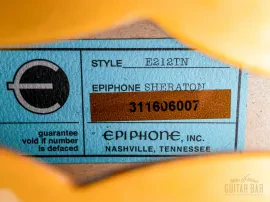 STYLE E212TN
EPIPHONE SHERATON
311606007
guarantee
void if number
is defaced
EPIPHONE, INC.
NASHVILLE, TENNESSEE
GUITAR BAR